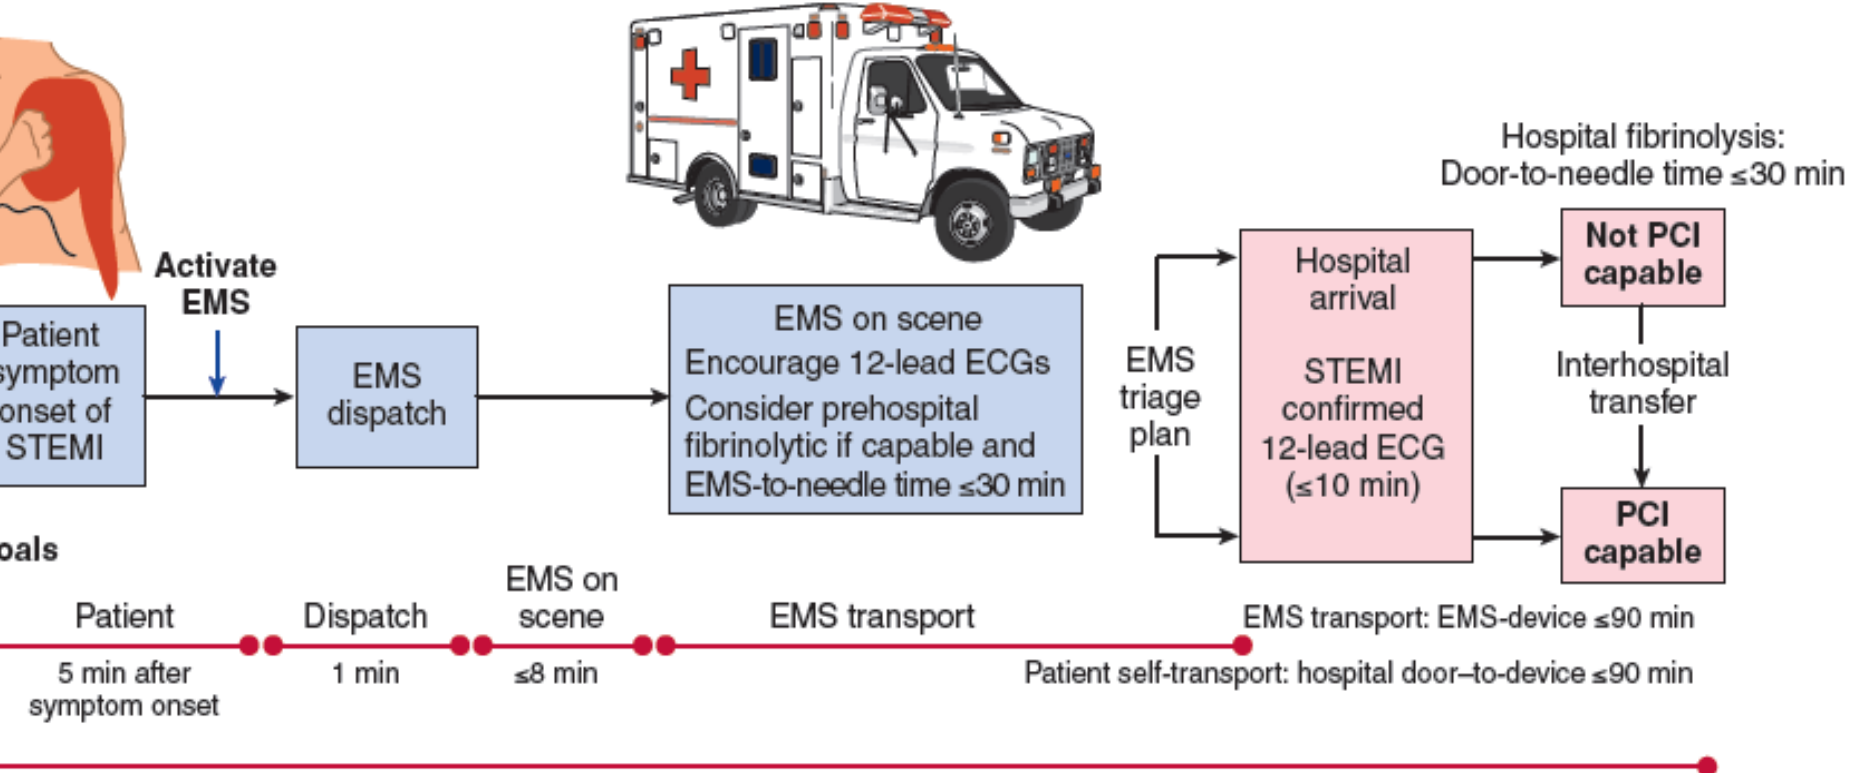 Hospital fibrinolysis:
Door-to-needle time ≤30 min
Activate
EMS
Patient
symptom
onset of
STEMI
EMS
dispatch
EMS on scene
Encourage 12-lead ECGs
Consider prehospital
fibrinolytic if capable and
EMS-to-needle time ≤30 min
EMS
triage
plan
Hospital
arrival
STEMI
confirmed
12-lead ECG
(≤10 min)
Not PCI
capable
Interhospital
transfer
PCI
capable
oals
Patient
5 min after
symptom onset
Dispatch
1 min
EMS on
scene
≤8 min
EMS transport
EMS transport: EMS-device ≤90 min
Patient self-transport: hospital door–to-device ≤90 min